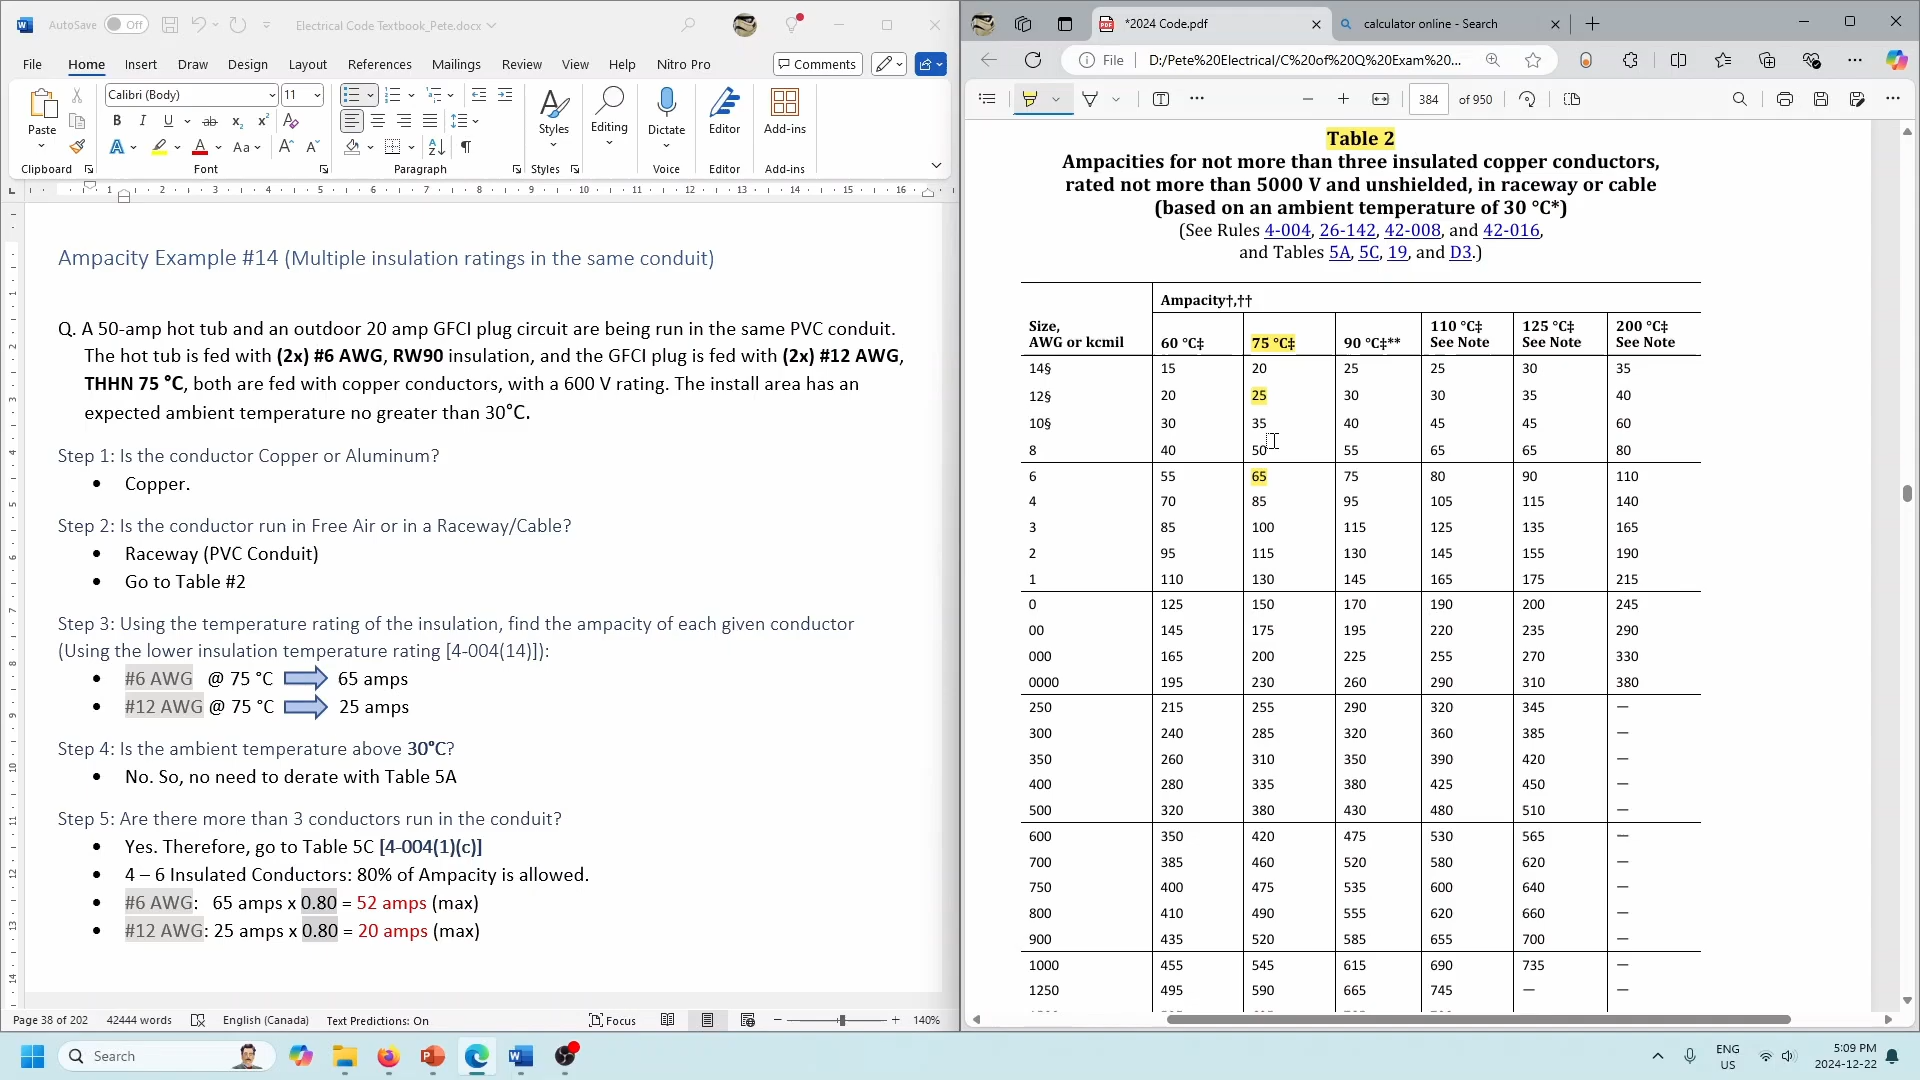 AutoSave Off Electrical Code Textbook_Pete.docx
File Home Insert Draw Design Layout References Mailings Review View Help Nitro Pro Comments
Calibri (Body) 11
Paste Styles Editing Dictate Editor Add-ins
Clipboard Font Paragraph Styles Voice Editor Add-ins
Ampacity Example #14 (Multiple insulation ratings in the same conduit)
Q. A 50-amp hot tub and an outdoor 20 amp GFCI plug circuit are being run in the same PVC conduit.
The hot tub is fed with (2x) #6 AWG, RW90 insulation, and the GFCI plug is fed with (2x) #12 AWG,
THHN 75 °C, both are fed with copper conductors, with a 600 V rating. The install area has an
expected ambient temperature no greater than 30°C.
Step 1: Is the conductor Copper or Aluminum?
• Copper.
Step 2: Is the conductor run in Free Air or in a Raceway/Cable?
• Raceway (PVC Conduit)
• Go to Table #2
Step 3: Using the temperature rating of the insulation, find the ampacity of each given conductor
(Using the lower insulation temperature rating [4-004(14)]):
• #6 AWG @ 75 °C 65 amps
• #12 AWG @ 75 °C 25 amps
Step 4: Is the ambient temperature above 30°C?
• No. So, no need to derate with Table 5A
Step 5: Are there more than 3 conductors run in the conduit?
• Yes. Therefore, go to Table 5C [4-004(1)(c)]
• 4 – 6 Insulated Conductors: 80% of Ampacity is allowed.
• #6 AWG: 65 amps x 0.80 = 52 amps (max)
• #12 AWG: 25 amps x 0.80 = 20 amps (max)
Page 38 of 202 42444 words English (Canada) Text Predictions: On Focus 140%
*2024 Code.pdf calculator online - Search
File D:/Pete%20Electrical/C%20of%20Q%20Exam%20...
384 of 950
Table 2
Ampacities for not more than three insulated copper conductors,
rated not more than 5000 V and unshielded, in raceway or cable
(based on an ambient temperature of 30 °C*)
(See Rules 4-004, 26-142, 42-008, and 42-016,
and Tables 5A, 5C, 19, and D3.)
Ampacity†,††
Size, 110 °C‡ 125 °C‡ 200 °C‡
AWG or kcmil 60 °C‡ 75 °C‡ 90 °C‡** See Note See Note See Note
14§ 15 20 25 25 30 35
12§ 20 25 30 30 35 40
10§ 30 35 40 45 45 60
8 40 50 55 65 65 80
6 55 65 75 80 90 110
4 70 85 95 105 115 140
3 85 100 115 125 135 165
2 95 115 130 145 155 190
1 110 130 145 165 175 215
0 125 150 170 190 200 245
00 145 175 195 220 235 290
000 165 200 225 255 270 330
0000 195 230 260 290 310 380
250 215 255 290 320 345 —
300 240 285 320 360 385 —
350 260 310 350 390 420 —
400 280 335 380 425 450 —
500 320 380 430 480 510 —
600 350 420 475 530 565 —
700 385 460 520 580 620 —
750 400 475 535 600 640 —
800 410 490 555 620 660 —
900 435 520 585 655 700 —
1000 455 545 615 690 735 —
1250 495 590 665 745 — —
Search
ENG
US
5:09 PM
2024-12-22